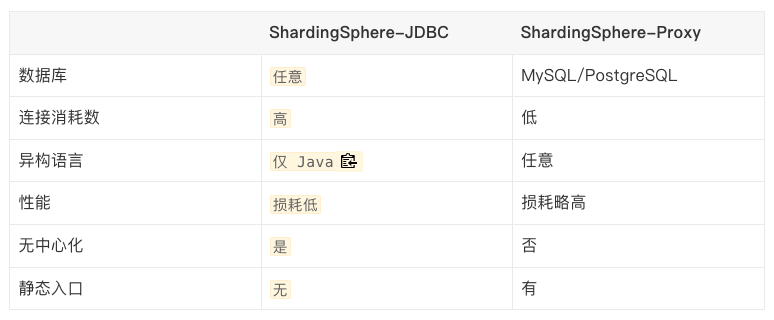 ShardingSphere-JDBC ShardingSphere-Proxy
数据库 任意 MySQL/PostgreSQL
连接消耗数 高 低
异构语言 仅 Java 任意
性能 损耗低 损耗略高
无中心化 是 否
静态入口 无 有